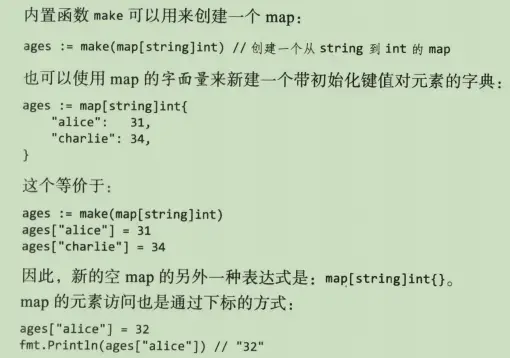 内置函数 make 可以用来创建一个 map:
ages := make(map[string]int) // 创建一个从 string 到 int 的 map
也可以使用 map 的字面量来新建一个带初始化键值对元素的字典:
ages := map[string]int{
    "alice":   31,
    "charlie": 34,
}
这个等价于:
ages := make(map[string]int)
ages["alice"] = 31
ages["charlie"] = 34
因此，新的空 map 的另外一种表达式是: map[string]int{}。
map 的元素访问也是通过下标的方式:
ages["alice"] = 32
fmt.Println(ages["alice"]) // "32"